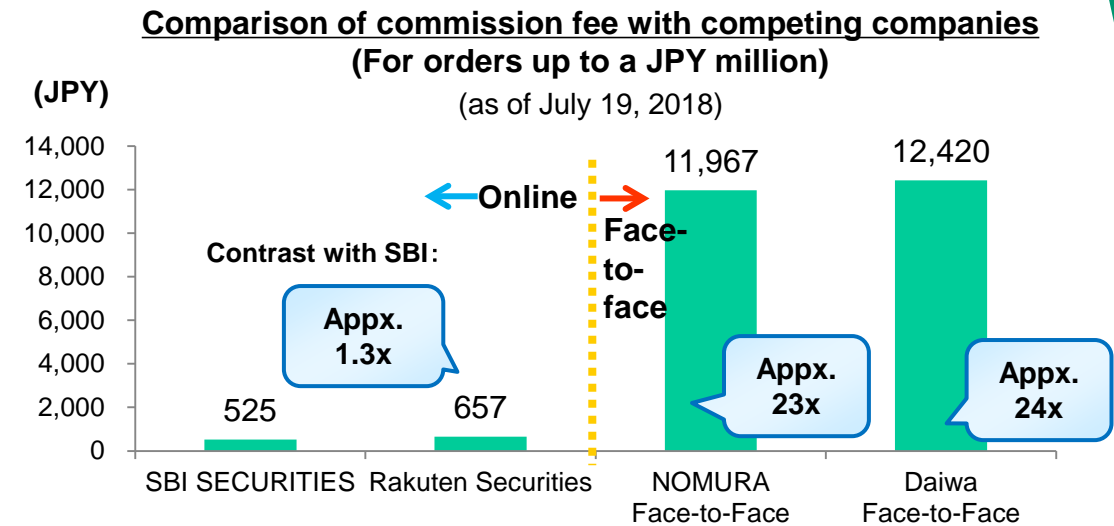 Comparison of commission fee with competing companies
(For orders up to a JPY million)
(as of July 19, 2018)
(JPY)
14,000
12,000
10,000
8,000
6,000
4,000
2,000
0
Online
Face-
to-
face
Contrast with SBI:
Appx.
1.3x
Appx.
23x
Appx.
24x
525
657
11,967
12,420
SBI SECURITIES
Rakuten Securities
NOMURA
Face-to-Face
Daiwa
Face-to-Face